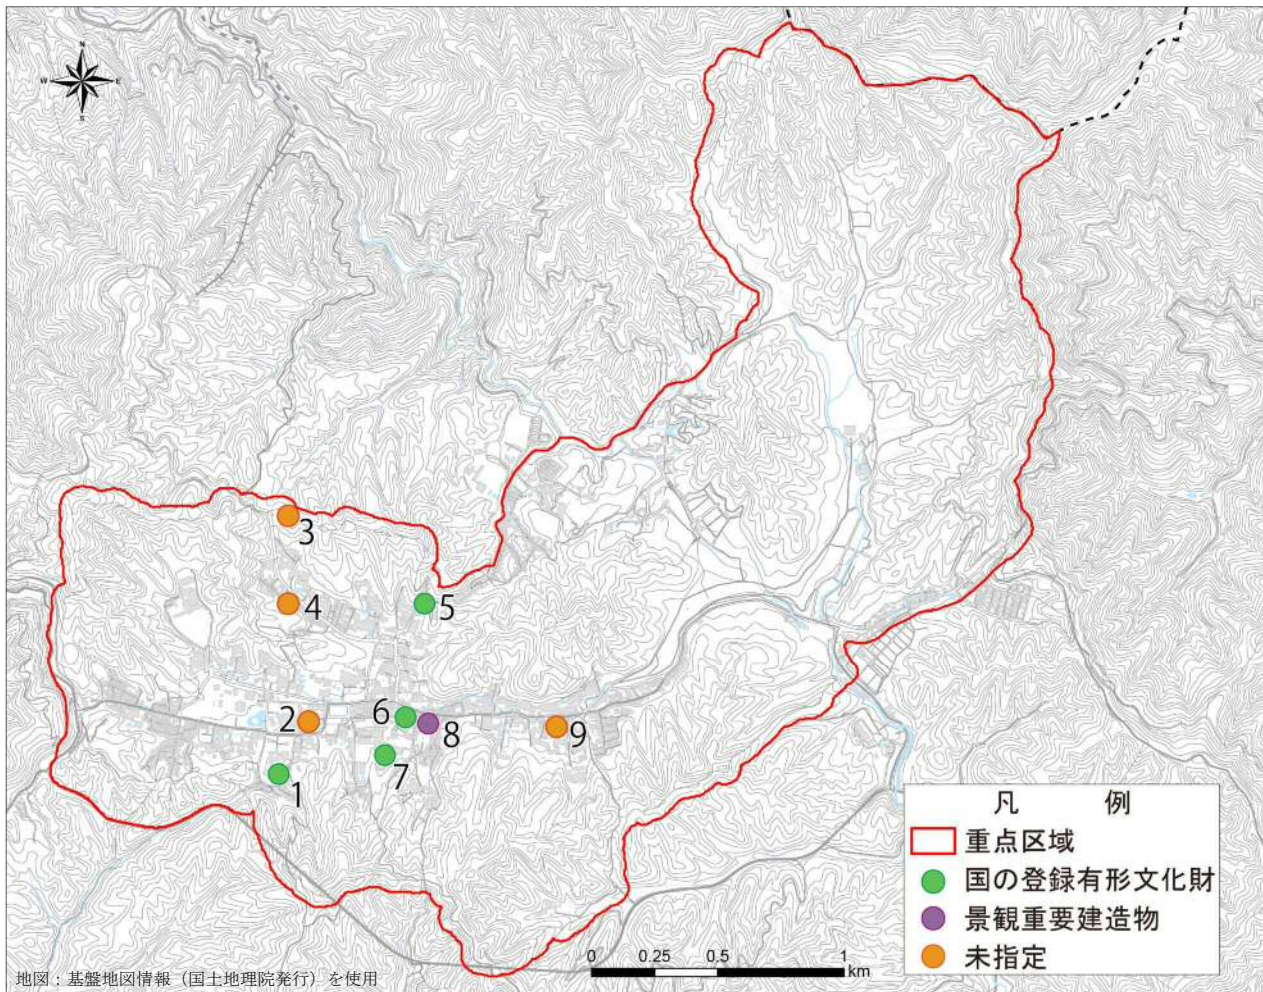 N
W E
S
3
4
5
6
2
8
9
7
1
凡 例
重点区域
国の登録有形文化財
景観重要建造物
未指定
0 0.25 0.5 1
km
地図：基盤地図情報（国土地理院発行）を使用